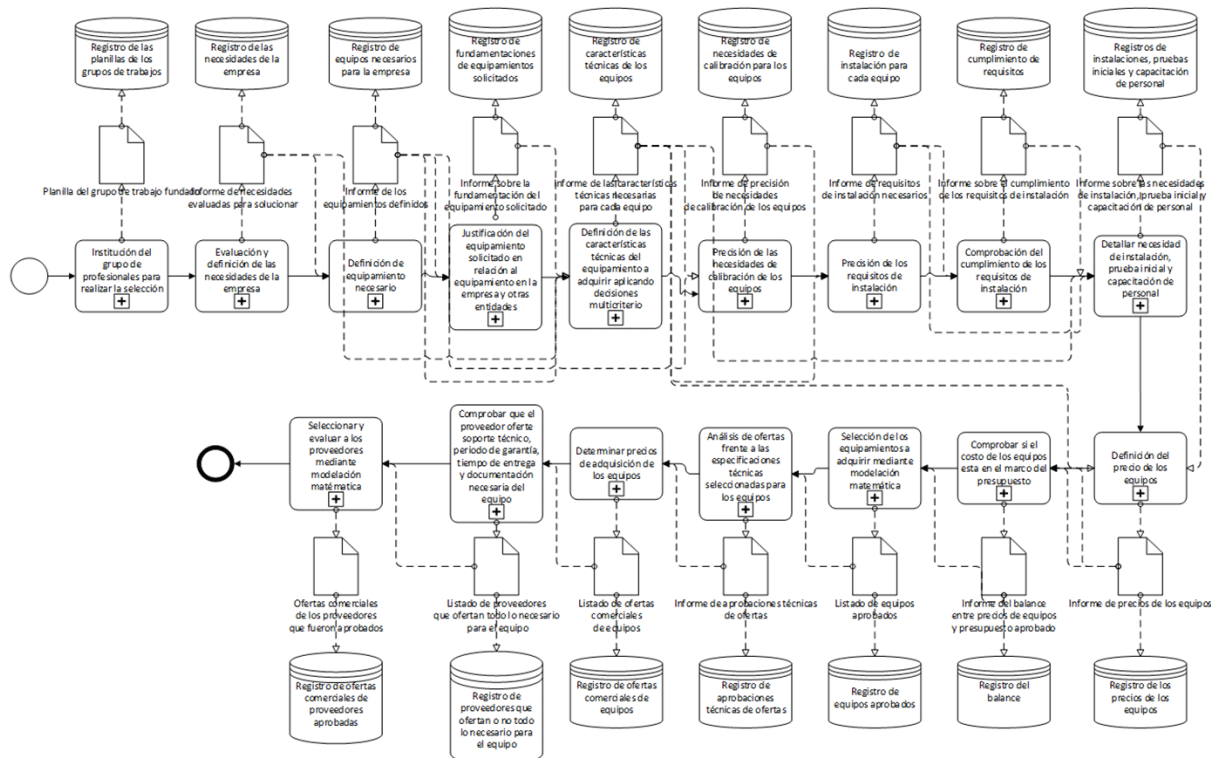 Registro de las
planillas de los
grupos de trabajos
Registro de las
necesidades de la
empresa
Registro de
equipos necesarios
para la empresa
Registro de
fundamentaciones
de equipamientos
solicitados
Registro de
características
técnicas de los
equipos
Registro de
necesidades de
calibración para los
equipos
Registro de
instalación para
cada equipo
Registro de
cumplimiento de
requisitos
Registros de
instalaciones, pruebas
iniciales y capacitación
de personal
Planilla del grupo de trabajo fundado
Informe de necesidades
evaluadas para solucionar
Informe de los
equipamientos definidos
Informe sobre la
fundamentación del
equipamiento solicitado
Informe de las características
técnicas necesarias
para cada equipo
Informe de precisión de
necesidades
de calibración de los equipos
Informe de requisitos
de instalación necesarios
Informe sobre el cumplimiento
de los requisitos de instalación
Informe sobre las necesidades
de instalación, prueba inicial y
capacitación de personal
Institución del
grupo de
profesionales para
realizar la selección
Evaluación y
definición de las
necesidades de la
empresa
Definición de
equipamiento
necesario
Justificación del
equipamiento
solicitado en
relación al
equipamiento en la
empresa y otras
entidades
Definición de las
características
técnicas del
equipamiento a
adquirir aplicando
decisiones
multicriterio
Precisión de las
necesidades de
calibración de los
equipos
Precisión de los
requisitos de
instalación
Comprobación del
cumplimiento de los
requisitos de
instalación
Detallar necesidad
de instalación,
prueba inicial y
capacitación de
personal
Seleccionar y
evaluar a los
proveedores
mediante
modelación
matemática
Comprobar que el
proveedor oferte
soporte técnico,
periodo de garantía,
tiempo de entrega
y documentación
necesaria del
equipo
Determinar precios
de adquisición de
los equipos
Análisis de ofertas
frente a las
especificaciones
técnicas
seleccionadas para
los equipos
Selección de los
equipamientos a
adquirir mediante
modelación
matemática
Comprobar si el
costo de los equipos
esta en el marco del
presupuesto
Definición del
precio de los
equipos
Ofertas comerciales
de los proveedores
que fueron aprobados
Listado de proveedores
que ofertan todo lo necesario
para el equipo
Listado de ofertas
comerciales
de equipos
Informe de aprobaciones técnicas
de ofertas
Listado de equipos
aprobados
Informe del balance
entre precios de equipos
y presupuesto aprobado
Informe de precios de los equipos
Registro de ofertas
comerciales de
proveedores
aprobadas
Registro de
proveedores que
ofertan o no todo
lo necesario para
el equipo
Registro de ofertas
comerciales de
equipos
Registro de
aprobaciones
técnicas de ofertas
Registro de
equipos aprobados
Registro del
balance
Registro de los
precios de los
equipos